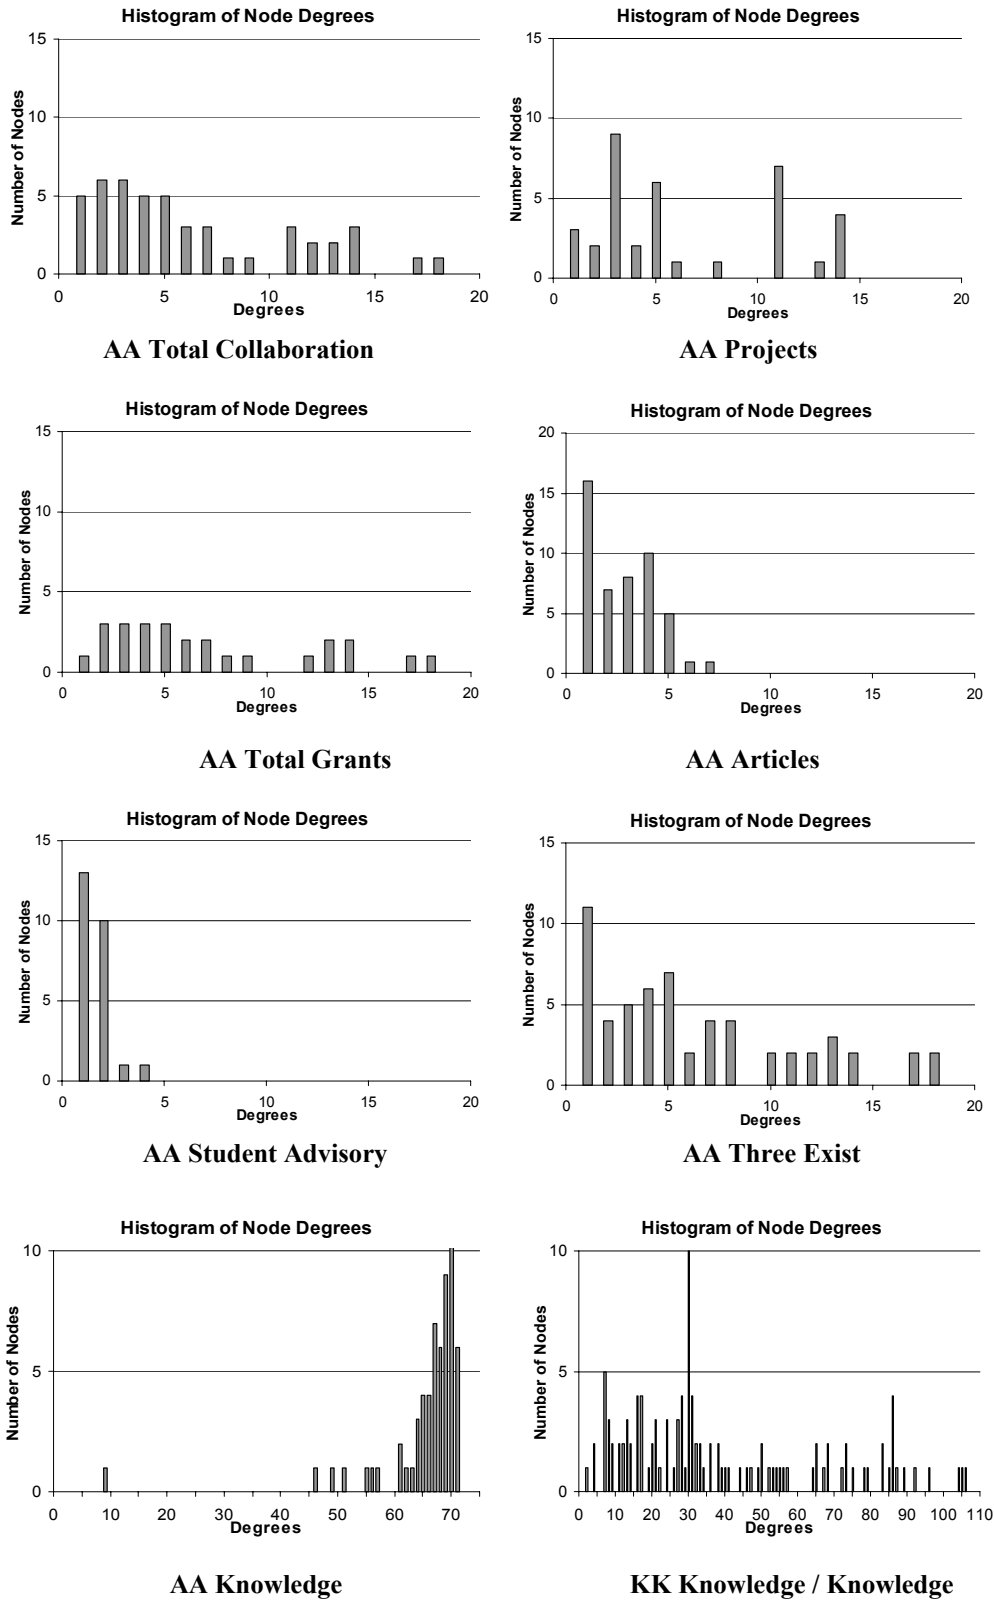 Histogram of Node Degrees
15
10
5
0
Number of Nodes
0 5 10 15 20
Degrees
AA Total Collaboration
Histogram of Node Degrees
15
10
5
0
Number of Nodes
0 5 10 15 20
Degrees
AA Projects
Histogram of Node Degrees
15
10
5
0
Number of Nodes
0 5 10 15 20
Degrees
AA Total Grants
Histogram of Node Degrees
20
15
10
5
0
Number of Nodes
0 5 10 15 20
Degrees
AA Articles
Histogram of Node Degrees
15
10
5
0
Number of Nodes
0 5 10 15 20
Degrees
AA Student Advisory
Histogram of Node Degrees
15
10
5
0
Number of Nodes
0 5 10 15 20
Degrees
AA Three Exist
Histogram of Node Degrees
10
5
0
Number of Nodes
0 10 20 30 40 50 60 70
Degrees
AA Knowledge
Histogram of Node Degrees
10
5
0
Number of Nodes
0 10 20 30 40 50 60 70 80 90 100 110
Degrees
KK Knowledge / Knowledge